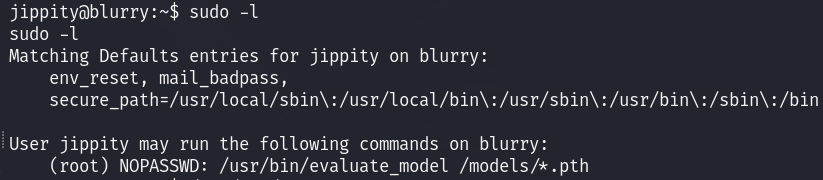 jippity@blurry:~$ sudo -l
sudo -l
Matching Defaults entries for jippity on blurry:
    env_reset, mail_badpass,
    secure_path=/usr/local/sbin\:/usr/local/bin\:/usr/sbin\:/usr/bin\:/sbin\:/bin

User jippity may run the following commands on blurry:
    (root) NOPASSWD: /usr/bin/evaluate_model /models/*.pth